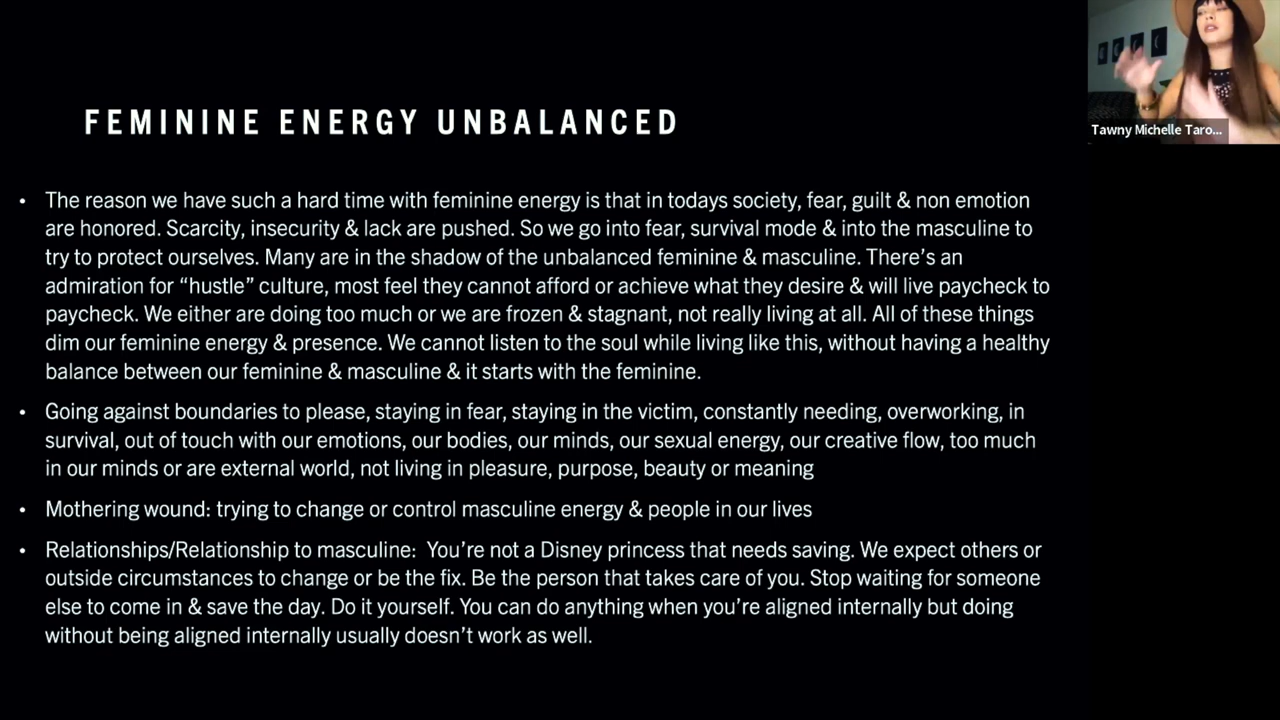 FEMININE ENERGY UNBALANCED
• The reason we have such a hard time with feminine energy is that in todays society, fear, guilt & non emotion
are honored. Scarcity, insecurity & lack are pushed. So we go into fear, survival mode & into the masculine to
try to protect ourselves. Many are in the shadow of the unbalanced feminine & masculine. There’s an
admiration for “hustle” culture, most feel they cannot afford or achieve what they desire & will live paycheck to
paycheck. We either are doing too much or we are frozen & stagnant, not really living at all. All of these things
dim our feminine energy & presence. We cannot listen to the soul while living like this, without having a healthy
balance between our feminine & masculine & it starts with the feminine.
• Going against boundaries to please, staying in fear, staying in the victim, constantly needing, overworking, in
survival, out of touch with our emotions, our bodies, our minds, our sexual energy, our creative flow, too much
in our minds or are external world, not living in pleasure, purpose, beauty or meaning
• Mothering wound: trying to change or control masculine energy & people in our lives
• Relationships/Relationship to masculine:  You’re not a Disney princess that needs saving. We expect others or
outside circumstances to change or be the fix. Be the person that takes care of you. Stop waiting for someone
else to come in & save the day. Do it yourself. You can do anything when you’re aligned internally but doing
without being aligned internally usually doesn’t work as well.
Tawny Michelle Taro...